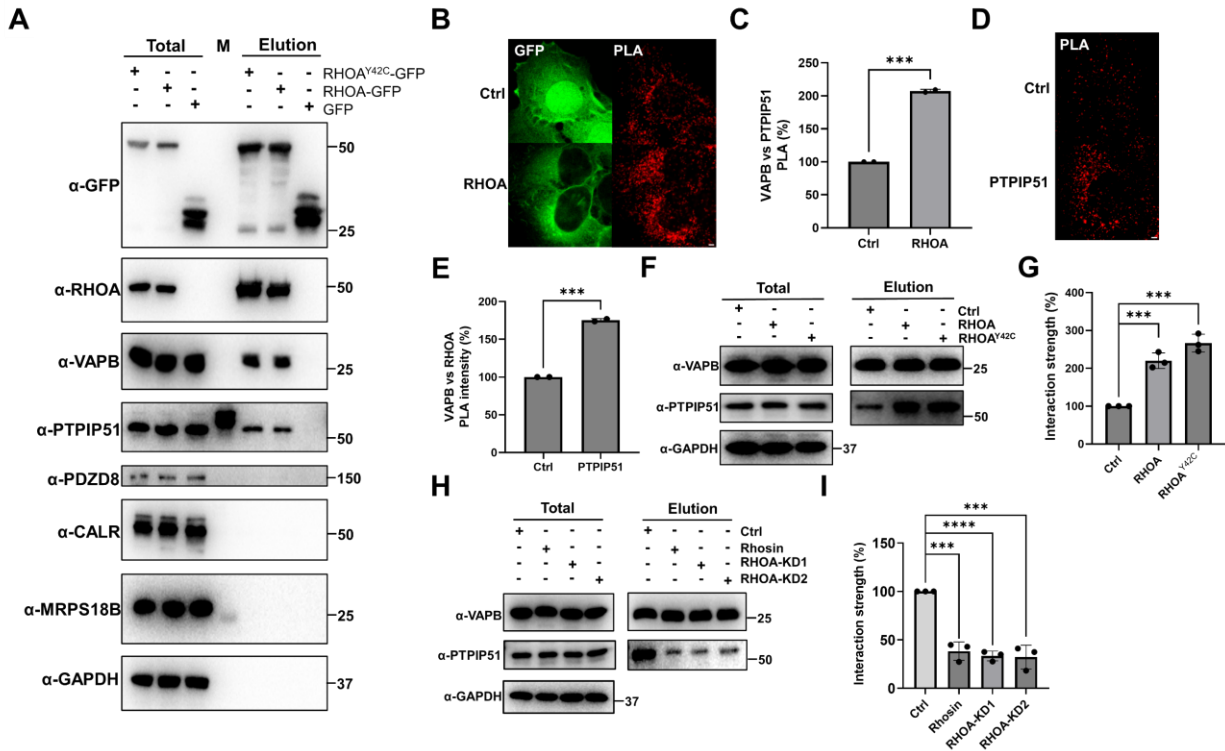 A
Total M Elution
+ - - + - - RHOAY42C-GFP
- + - - + - RHOA-GFP
- - + - - + GFP
α-GFP
50
25
α-RHOA
50
α-VAPB
25
α-PTPIP51
50
α-PDZD8
150
α-CALR
50
α-MRPS18B
25
α-GAPDH
37
B
GFP PLA
Ctrl
RHOA
C
VAPB vs PTPIP51
PLA (%)
250
200
150
100
50
0
***
Ctrl RHOA
D
PLA
Ctrl
PTPIP51
E
VAPB vs RHOA
PLA intensity (%)
200
150
100
50
0
***
Ctrl PTPIP51
F
Total Elution
+ - - + - - Ctrl
- + - - + - RHOA
- - + - - + RHOAY42C
α-VAPB
25
α-PTPIP51
50
α-GAPDH
37
G
Interaction strength (%)
400
300
200
100
0
***
***
Ctrl
RHOA
RHOAY42C
H
Total Elution
+ - - - + - - - Ctrl
- + - - - + - - Rhosin
- - + - - - + - RHOA-KD1
- - - + - - - + RHOA-KD2
α-VAPB
25
α-PTPIP51
50
α-GAPDH
37
I
Interaction strength (%)
150
100
50
0
***
****
***
Ctrl
Rhosin
RHOA-KD1
RHOA-KD2